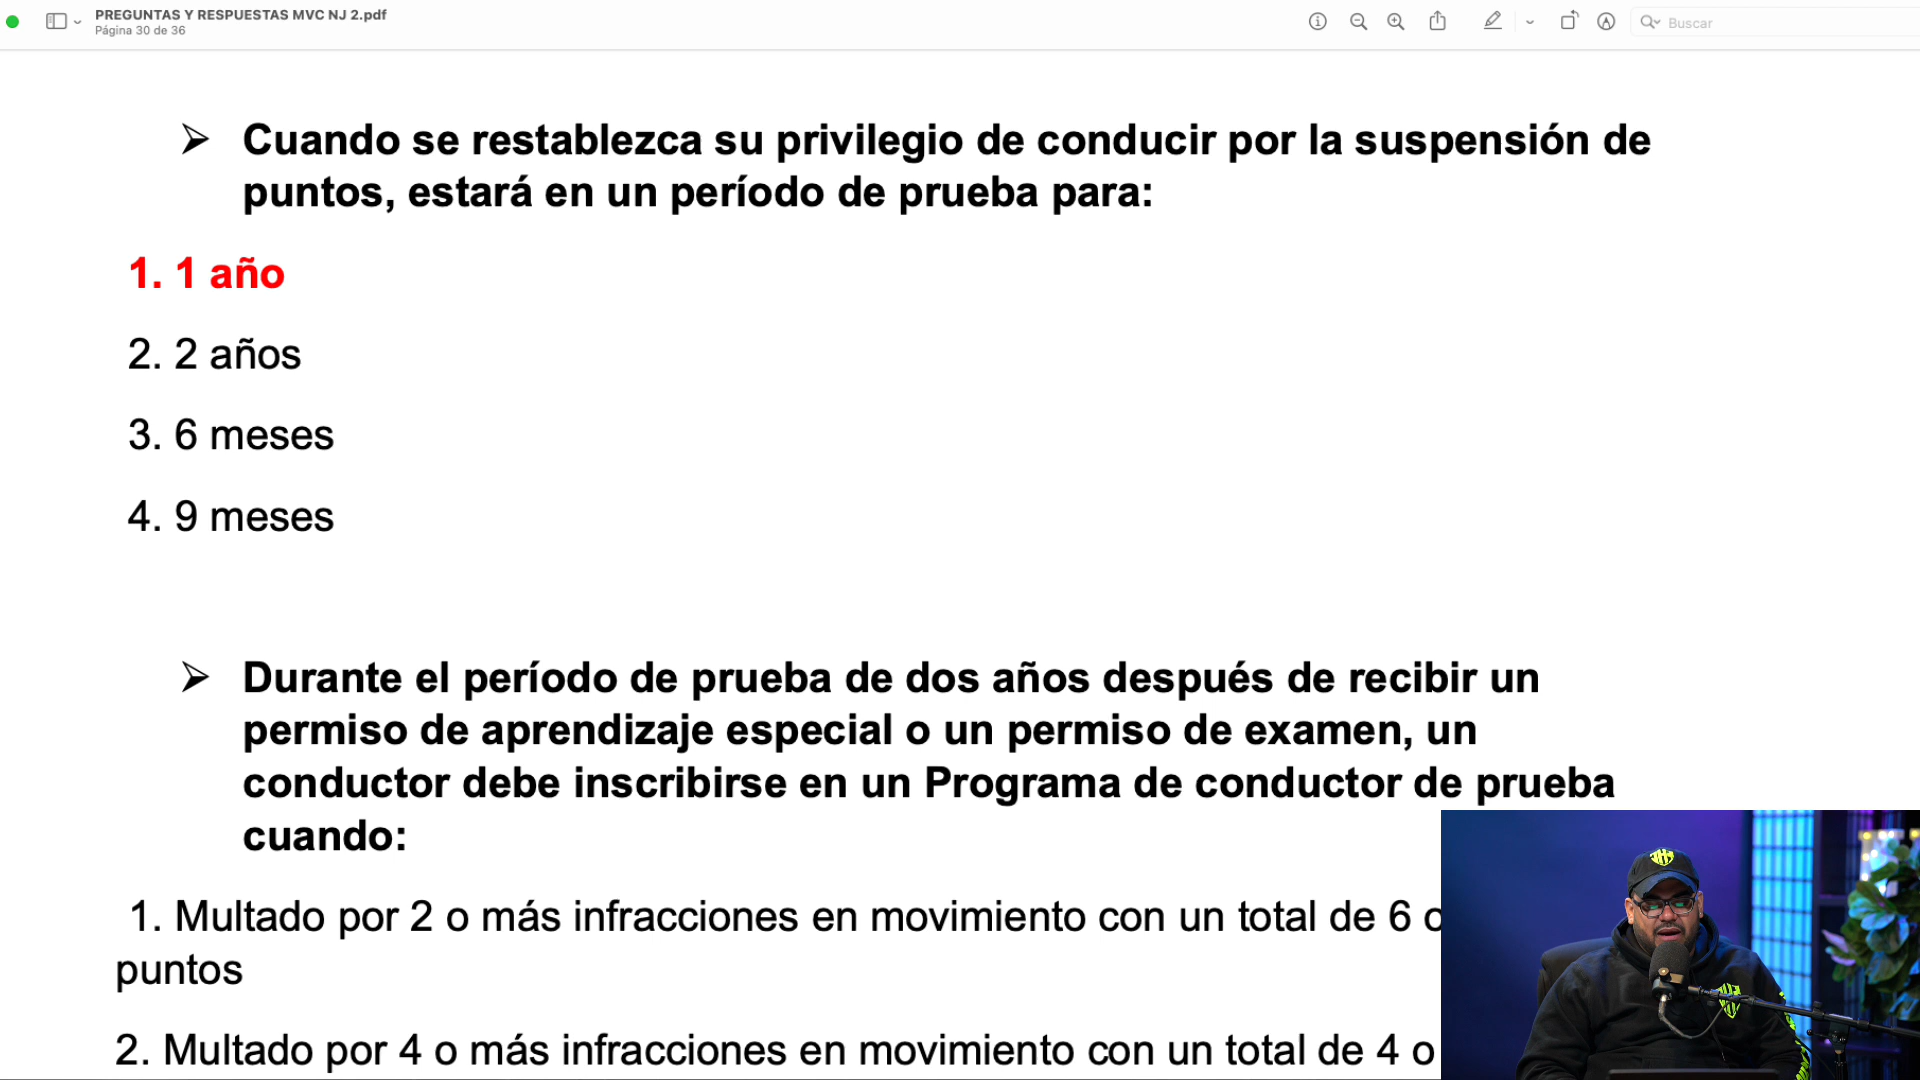 PREGUNTAS Y RESPUESTAS MVC NJ 2.pdf
Página 30 de 36
Buscar
➢ Cuando se restablezca su privilegio de conducir por la suspensión de
puntos, estará en un período de prueba para:
1. 1 año
2. 2 años
3. 6 meses
4. 9 meses
➢ Durante el período de prueba de dos años después de recibir un
permiso de aprendizaje especial o un permiso de examen, un
conductor debe inscribirse en un Programa de conductor de prueba
cuando:
1. Multado por 2 o más infracciones en movimiento con un total de 6 o
puntos
2. Multado por 4 o más infracciones en movimiento con un total de 4 o